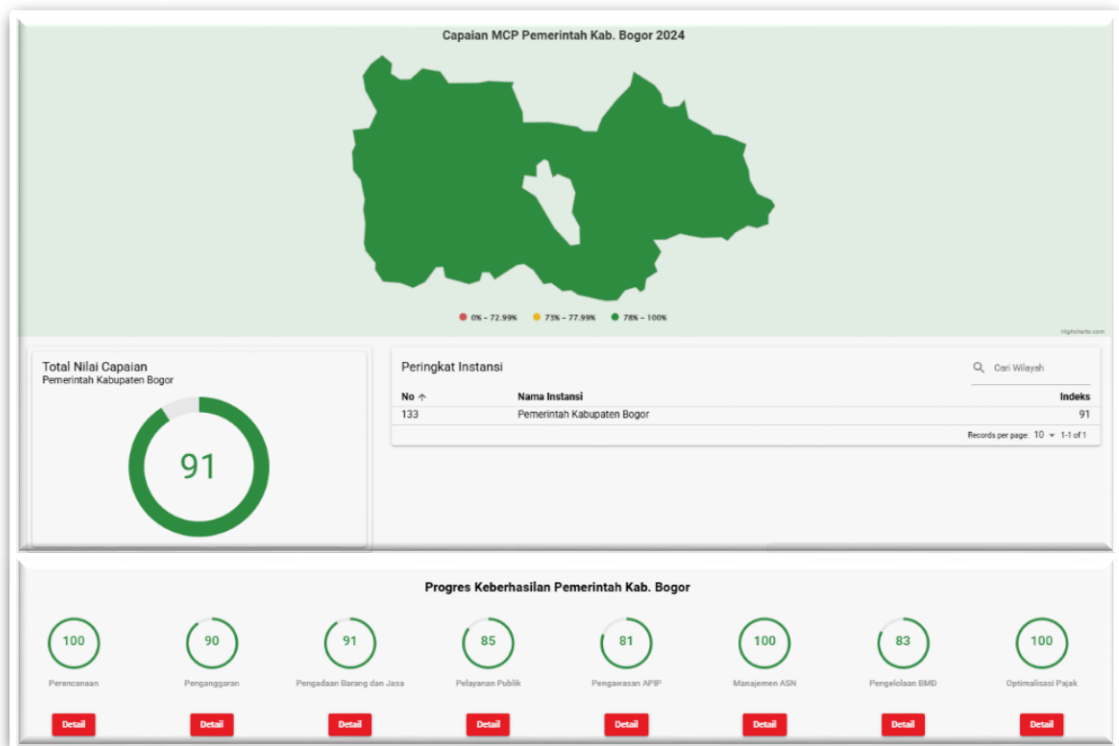 Capaian MCP Pemerintah Kab. Bogor 2024
0% – 72.99% 73% – 77.99% 78% – 100%
Highcharts.com
Total Nilai Capaian
Pemerintah Kabupaten Bogor
91
Peringkat Instansi
Cari Wilayah
No ↑ Nama Instansi Indeks
133 Pemerintah Kabupaten Bogor 91
Records per page: 10 1-1 of 1
Progres Keberhasilan Pemerintah Kab. Bogor
100 90 91 85 81 100 83 100
Perencanaan Penganggaran Pengadaan Barang dan Jasa Pelayanan Publik Pengawasan APIP Manajemen ASN Pengelolaan BMD Optimalisasi Pajak
Detail Detail Detail Detail Detail Detail Detail Detail